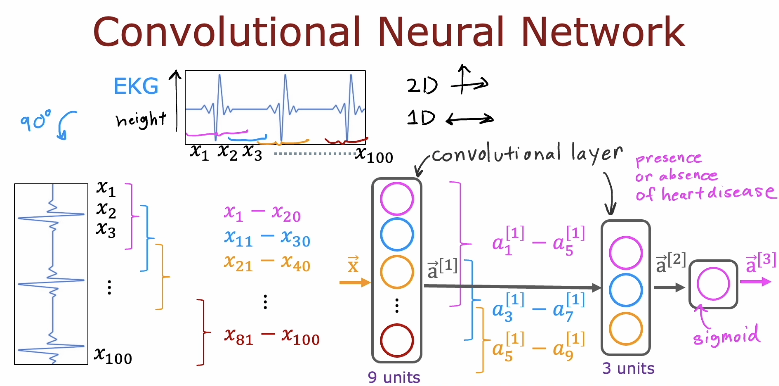 Convolutional Neural Network
EKG
height
90°
2D
1D
x₁ x₂ x₃ x₁₀₀
convolutional layer
presence
or absence
of heart disease
x₁
x₂
x₃
⋮
x₁₀₀
x₁ − x₂₀
x₁₁ − x₃₀
x₂₁ − x₄₀
⋮
x₈₁ − x₁₀₀
x⃗
⋮
9 units
a⃗^[1]
a₁^[1] − a₅^[1]
a₃^[1] − a₇^[1]
a₅^[1] − a₉^[1]
3 units
a⃗^[2]
a⃗^[3]
sigmoid